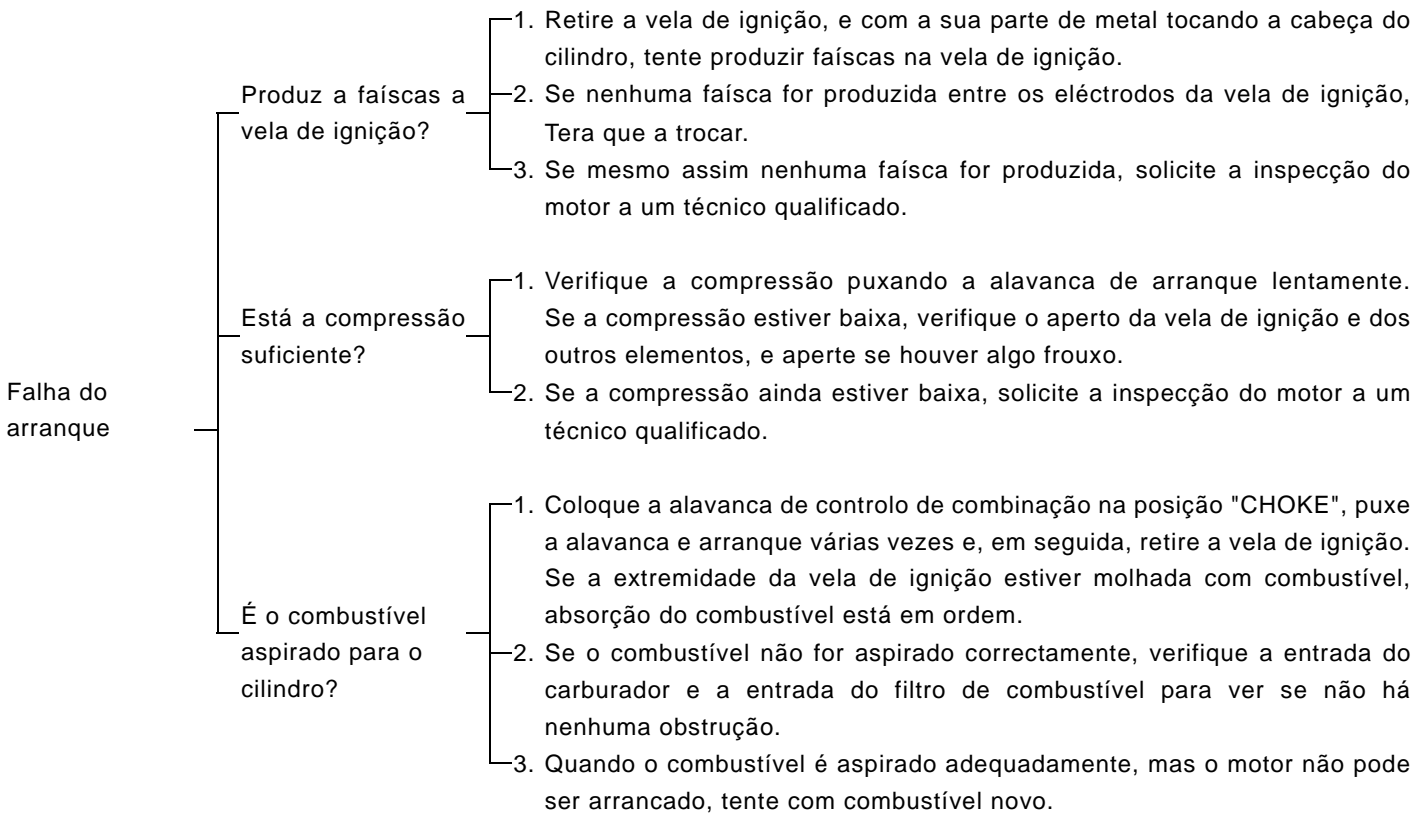 Falha do
arranque
Produz a faíscas a
vela de ignição?
1. Retire a vela de ignição, e com a sua parte de metal tocando a cabeça do
cilindro, tente produzir faíscas na vela de ignição.
2. Se nenhuma faísca for produzida entre os eléctrodos da vela de ignição,
Tera que a trocar.
3. Se mesmo assim nenhuma faísca for produzida, solicite a inspecção do
motor a um técnico qualificado.
Está a compressão
suficiente?
1. Verifique a compressão puxando a alavanca de arranque lentamente.
Se a compressão estiver baixa, verifique o aperto da vela de ignição e dos
outros elementos, e aperte se houver algo frouxo.
2. Se a compressão ainda estiver baixa, solicite a inspecção do motor a um
técnico qualificado.
É o combustível
aspirado para o
cilindro?
1. Coloque a alavanca de controlo de combinação na posição "CHOKE", puxe
a alavanca e arranque várias vezes e, em seguida, retire a vela de ignição.
Se a extremidade da vela de ignição estiver molhada com combustível,
absorção do combustível está em ordem.
2. Se o combustível não for aspirado correctamente, verifique a entrada do
carburador e a entrada do filtro de combustível para ver se não há
nenhuma obstrução.
3. Quando o combustível é aspirado adequadamente, mas o motor não pode
ser arrancado, tente com combustível novo.